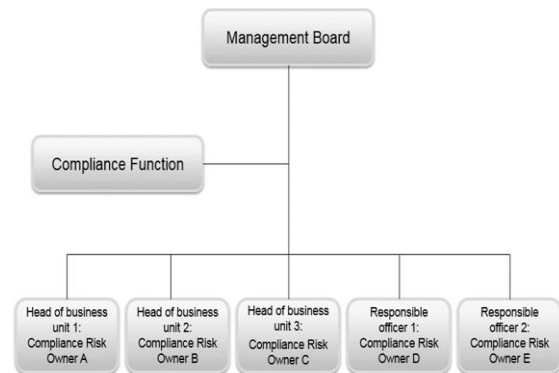 Management Board
Compliance Function
Head of business
unit 1:
Compliance Risk
Owner A
Head of business
unit 2:
Compliance Risk
Owner B
Head of business
unit 3:
Compliance Risk
Owner C
Responsible
officer 1:
Compliance Risk
Owner D
Responsible
officer 2:
Compliance Risk
Owner E